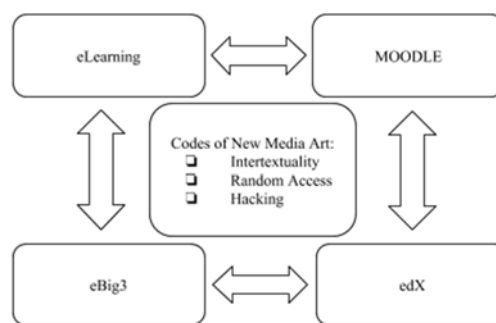 eLearning
MOODLE
Codes of New Media Art:
❑ Intertextuality
❑ Random Access
❑ Hacking
eBig3
edX